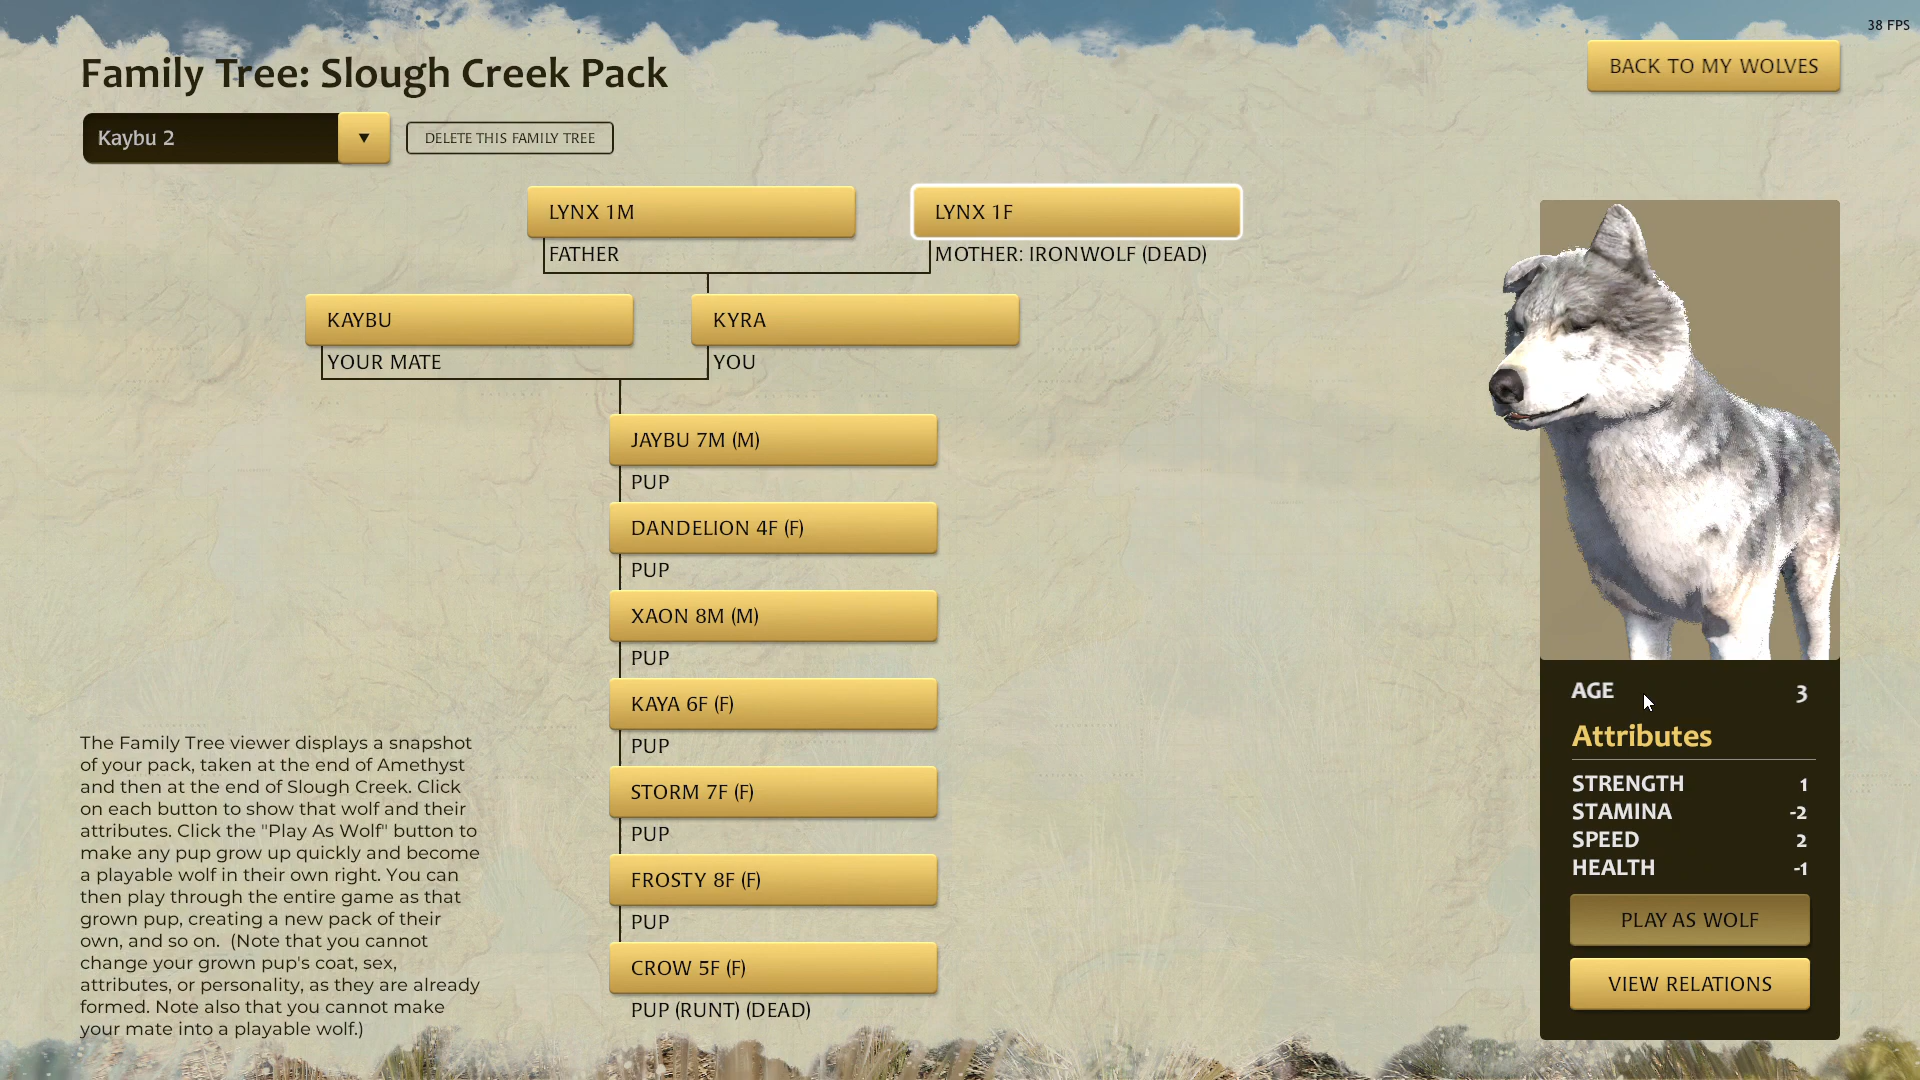 38 FPS
Family Tree: Slough Creek Pack
BACK TO MY WOLVES
Kaybu 2
DELETE THIS FAMILY TREE
LYNX 1M
LYNX 1F
FATHER
MOTHER: IRONWOLF (DEAD)
KAYBU
KYRA
YOUR MATE
YOU
JAYBU 7M (M)
PUP
DANDELION 4F (F)
PUP
XAON 8M (M)
PUP
KAYA 6F (F)
PUP
STORM 7F (F)
PUP
FROSTY 8F (F)
PUP
CROW 5F (F)
PUP (RUNT) (DEAD)
The Family Tree viewer displays a snapshot
of your pack, taken at the end of Amethyst
and then at the end of Slough Creek. Click
on each button to show that wolf and their
attributes. Click the "Play As Wolf" button to
make any pup grow up quickly and become
a playable wolf in their own right. You can
then play through the entire game as that
grown pup, creating a new pack of their
own, and so on.  (Note that you cannot
change your grown pup's coat, sex,
attributes, or personality, as they are already
formed. Note also that you cannot make
your mate into a playable wolf.)
AGE 3
Attributes
STRENGTH 1
STAMINA -2
SPEED 2
HEALTH -1
PLAY AS WOLF
VIEW RELATIONS